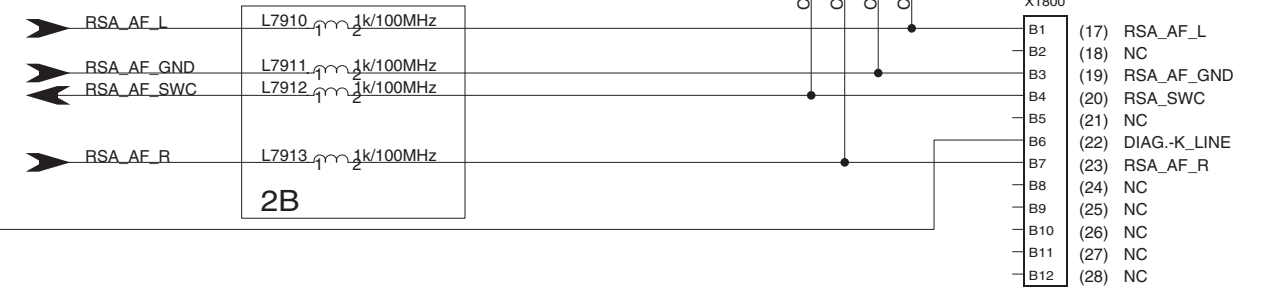 X1800
C C C C
RSA_AF_L L7910 1k/100MHz B1 (17) RSA_AF_L
1 2
B2 (18) NC
RSA_AF_GND L7911 1k/100MHz B3 (19) RSA_AF_GND
1 2
RSA_AF_SWC L7912 1k/100MHz B4 (20) RSA_SWC
1 2
B5 (21) NC
B6 (22) DIAG.-K_LINE
RSA_AF_R L7913 1k/100MHz B7 (23) RSA_AF_R
1 2
B8 (24) NC
2B
B9 (25) NC
B10 (26) NC
B11 (27) NC
B12 (28) NC